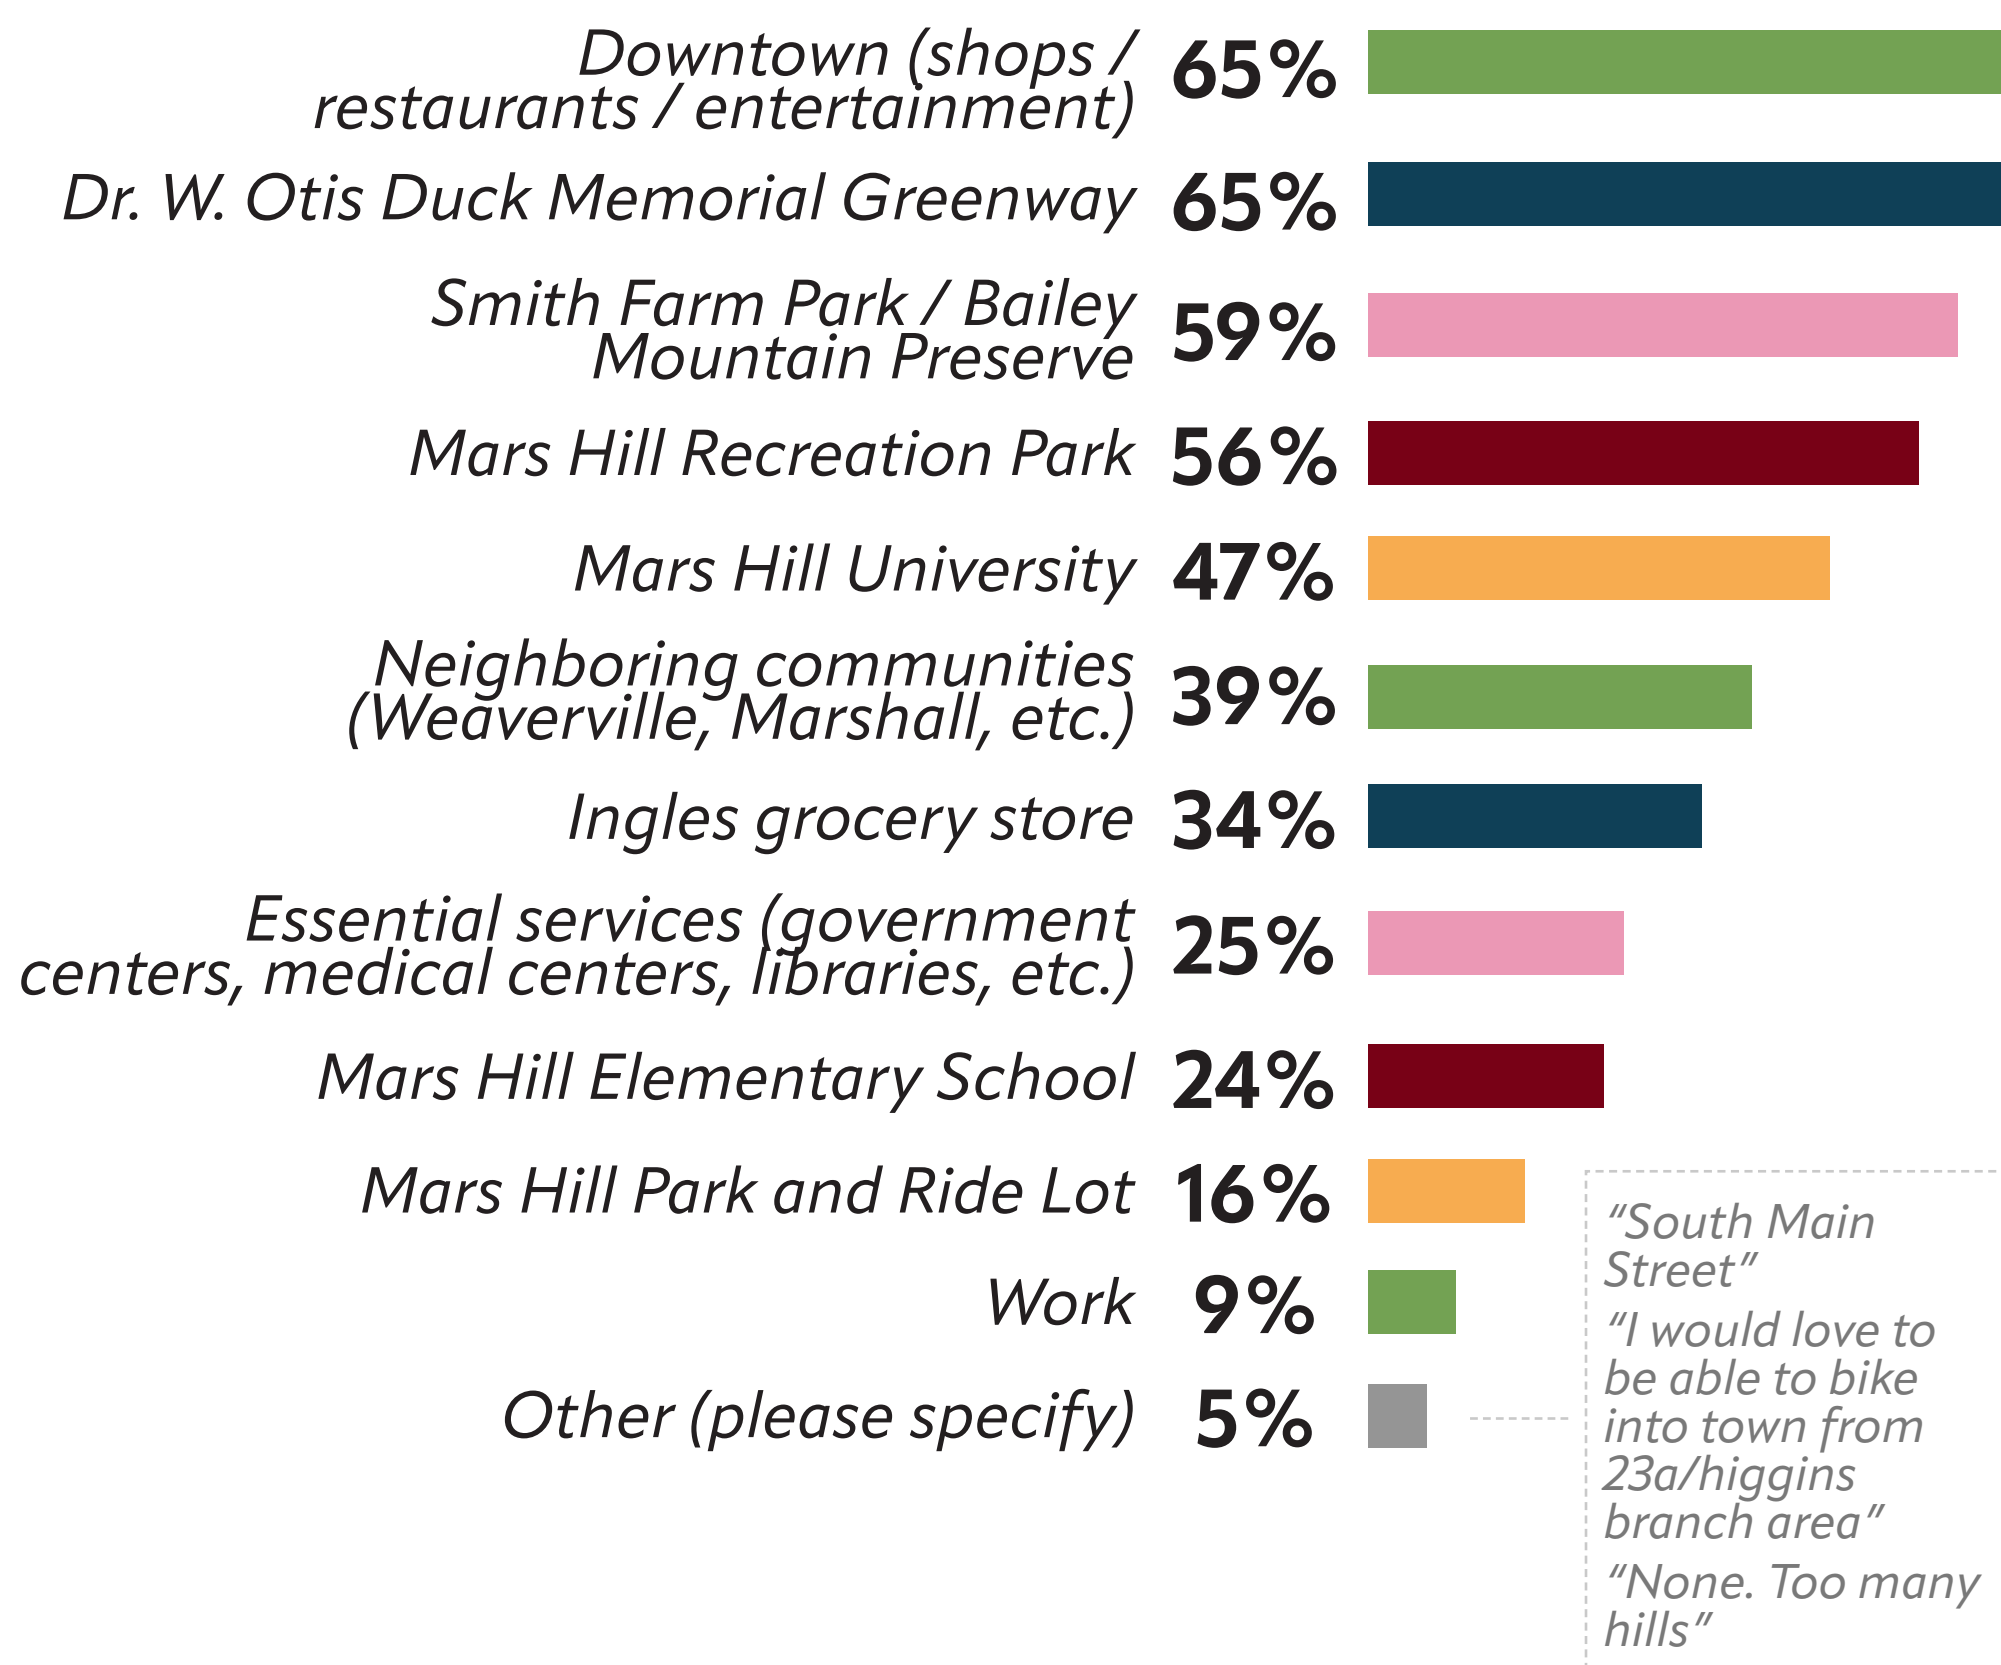 Downtown (shops /
restaurants / entertainment)
65%
Dr. W. Otis Duck Memorial Greenway
65%
Smith Farm Park / Bailey
Mountain Preserve
59%
Mars Hill Recreation Park
56%
Mars Hill University
47%
Neighboring communities
(Weaverville, Marshall, etc.)
39%
Ingles grocery store
34%
Essential services (government
centers, medical centers, libraries, etc.)
25%
Mars Hill Elementary School
24%
Mars Hill Park and Ride Lot
16%
Work
9%
Other (please specify)
5%
“South Main
Street”
“I would love to
be able to bike
into town from
23a/higgins
branch area”
“None. Too many
hills”